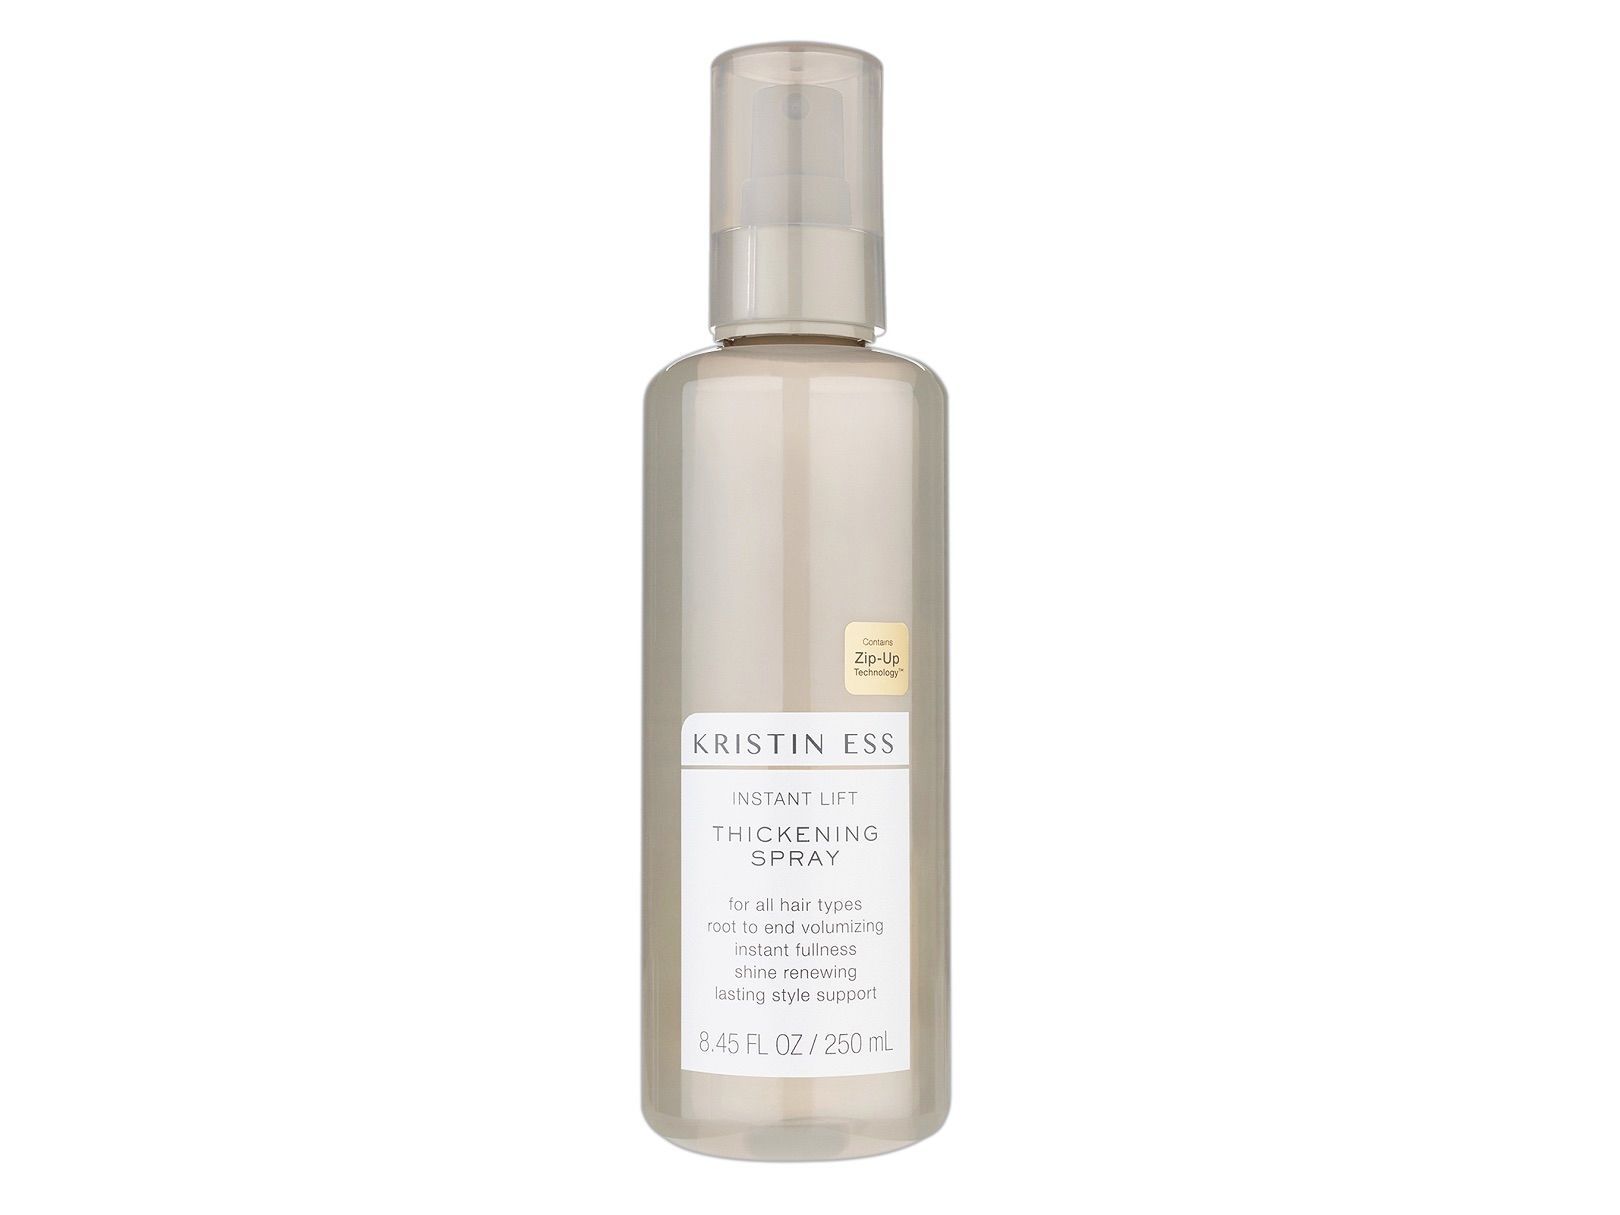 Contains
Zip-Up
Technology™
KRISTIN ESS
INSTANT LIFT
THICKENING
SPRAY
for all hair types
root to end volumizing
instant fullness
shine renewing
lasting style support
8.45 FL OZ / 250 mL